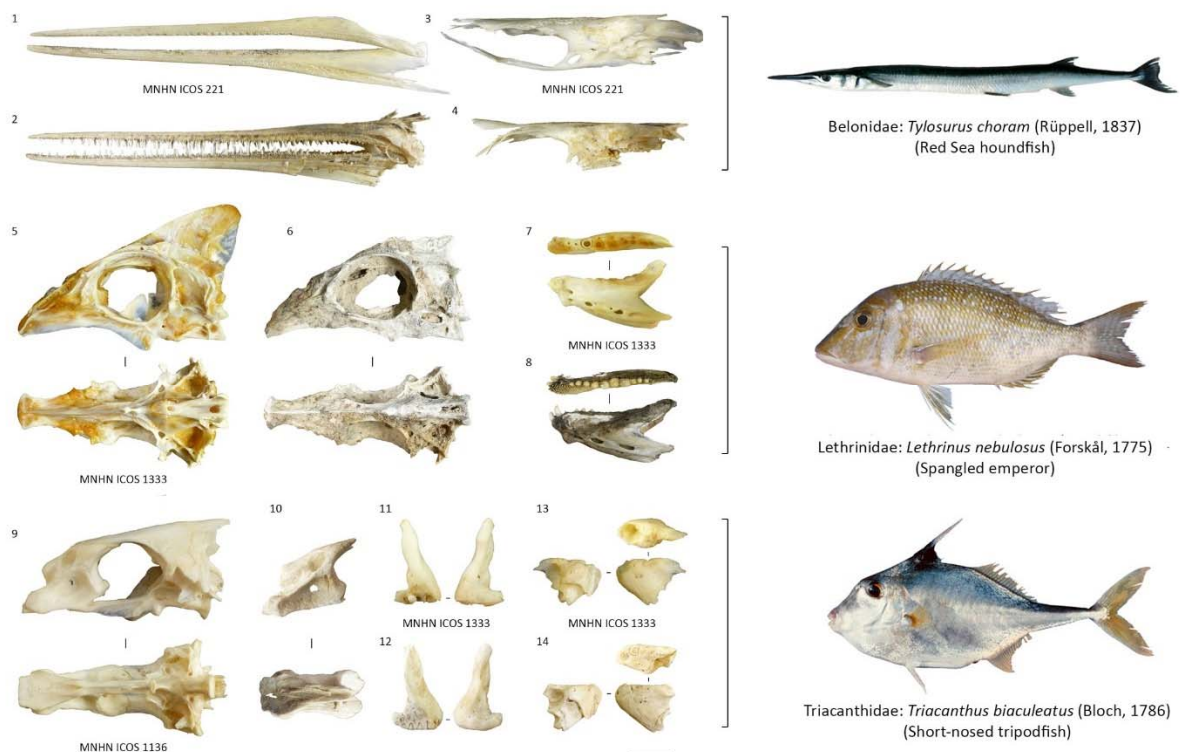 1
3
MNHN ICOS 221
MNHN ICOS 221
2
4
Belonidae: Tylosurus choram (Rüppell, 1837)
(Red Sea houndfish)
5
6
7
MNHN ICOS 1333
8
MNHN ICOS 1333
Lethrinidae: Lethrinus nebulosus (Forskål, 1775)
(Spangled emperor)
9
10
11
13
MNHN ICOS 1333
MNHN ICOS 1333
12
14
MNHN ICOS 1136
Triacanthidae: Triacanthus biaculeatus (Bloch, 1786)
(Short-nosed tripodfish)